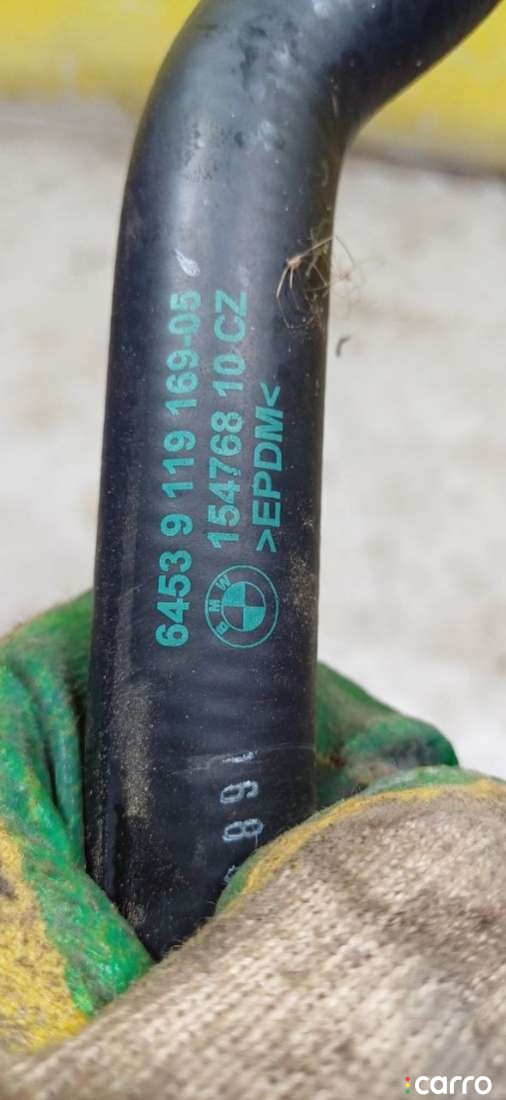 6453 9 119 169-05
154768 10 CZ
>EPDM<
BMW
carro